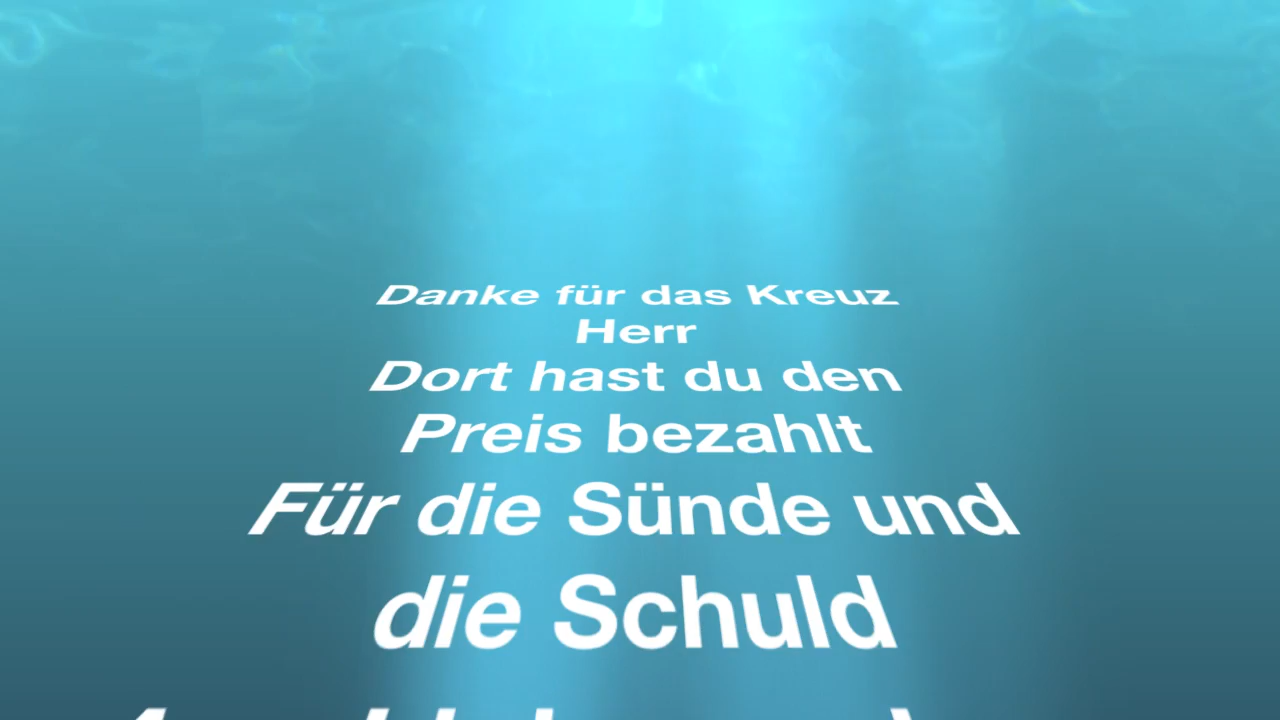 Danke für das Kreuz
Herr
Dort hast du den
Preis bezahlt
Für die Sünde und
die Schuld